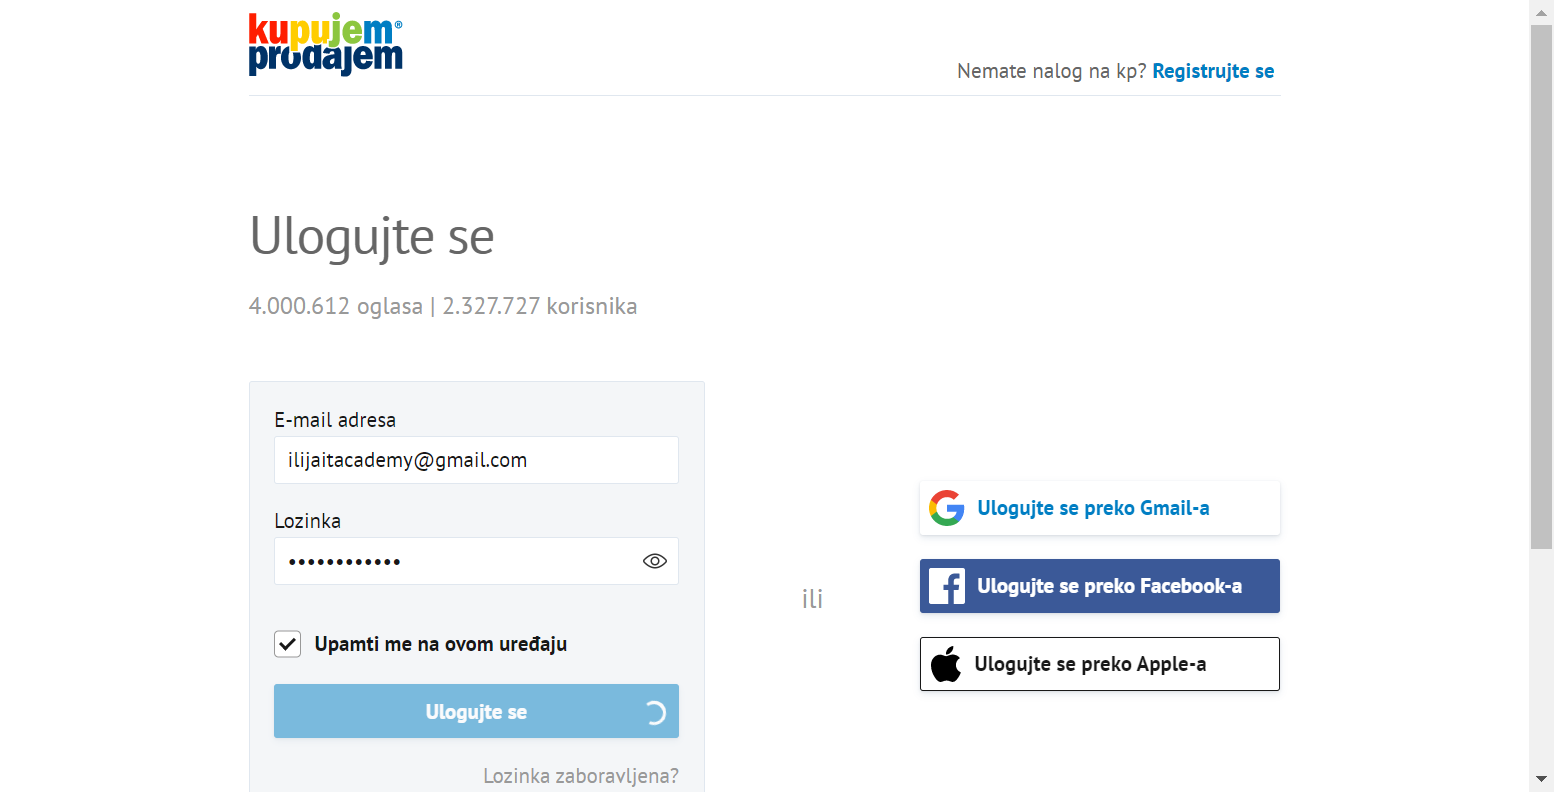 kupujem®
prodajem
Nemate nalog na kp? Registrujte se
Ulogujte se
4.000.612 oglasa | 2.327.727 korisnika
E-mail adresa
ilijaitacademy@gmail.com
Lozinka
••••••••••••
Upamti me na ovom uređaju
Ulogujte se
Lozinka zaboravljena?
ili
Ulogujte se preko Gmail-a
Ulogujte se preko Facebook-a
Ulogujte se preko Apple-a